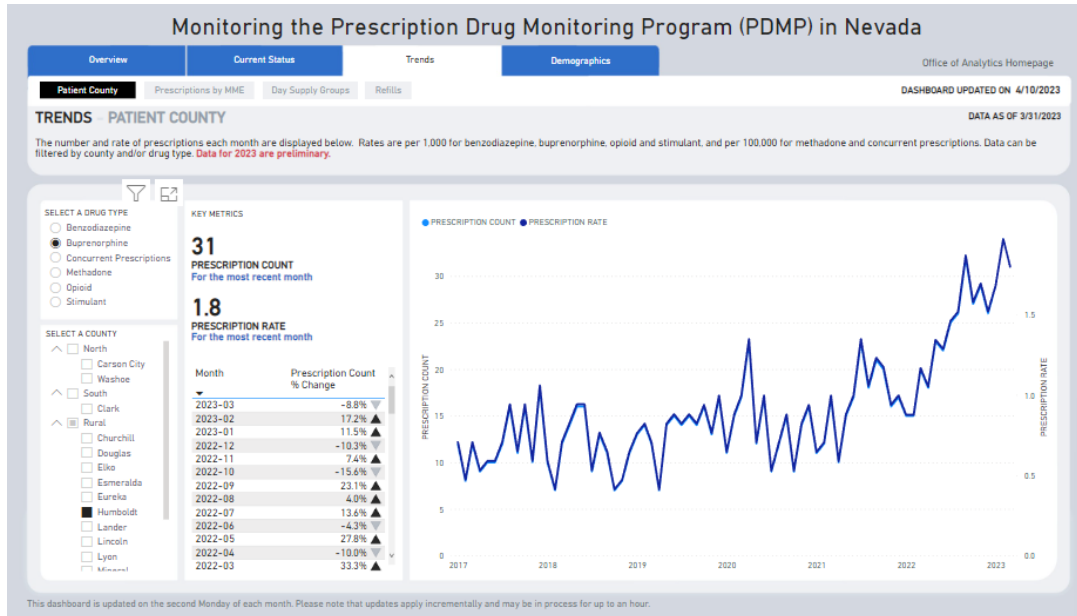 Monitoring the Prescription Drug Monitoring Program (PDMP) in Nevada
Overview
Current Status
Trends
Demographics
Office of Analytics Homepage
Patient County
Prescriptions by MME
Day Supply Groups
Refills
DASHBOARD UPDATED ON 4/10/2023
TRENDS - PATIENT COUNTY
DATA AS OF 3/31/2023
The number and rate of prescriptions each month are displayed below. Rates are per 1,000 for benzodiazepine, buprenorphine, opioid and stimulant, and per 100,000 for methadone and concurrent prescriptions. Data can be
filtered by county and/or drug type. Data for 2023 are preliminary.
SELECT A DRUG TYPE
Benzodiazepine
Buprenorphine
Concurrent Prescriptions
Methadone
Opioid
Stimulant
SELECT A COUNTY
North
Carson City
Washoe
South
Clark
Rural
Churchill
Douglas
Elko
Esmeralda
Eureka
Humboldt
Lander
Lincoln
Lyon
Mineral
KEY METRICS
31
PRESCRIPTION COUNT
For the most recent month
1.8
PRESCRIPTION RATE
For the most recent month
Month Prescription Count
% Change
2023-03 -8.8%
2023-02 17.2%
2023-01 11.5%
2022-12 -10.3%
2022-11 7.4%
2022-10 -15.6%
2022-09 23.1%
2022-08 4.0%
2022-07 13.6%
2022-06 -4.3%
2022-05 27.8%
2022-04 -10.0%
2022-03 33.3%
PRESCRIPTION COUNT PRESCRIPTION RATE
PRESCRIPTION COUNT
30
25
20
15
10
5
0
2017 2018 2019 2020 2021 2022 2023
1.5
1.0
0.5
0.0
PRESCRIPTION RATE
This dashboard is updated on the second Monday of each month. Please note that updates apply incrementally and may be in process for up to an hour.